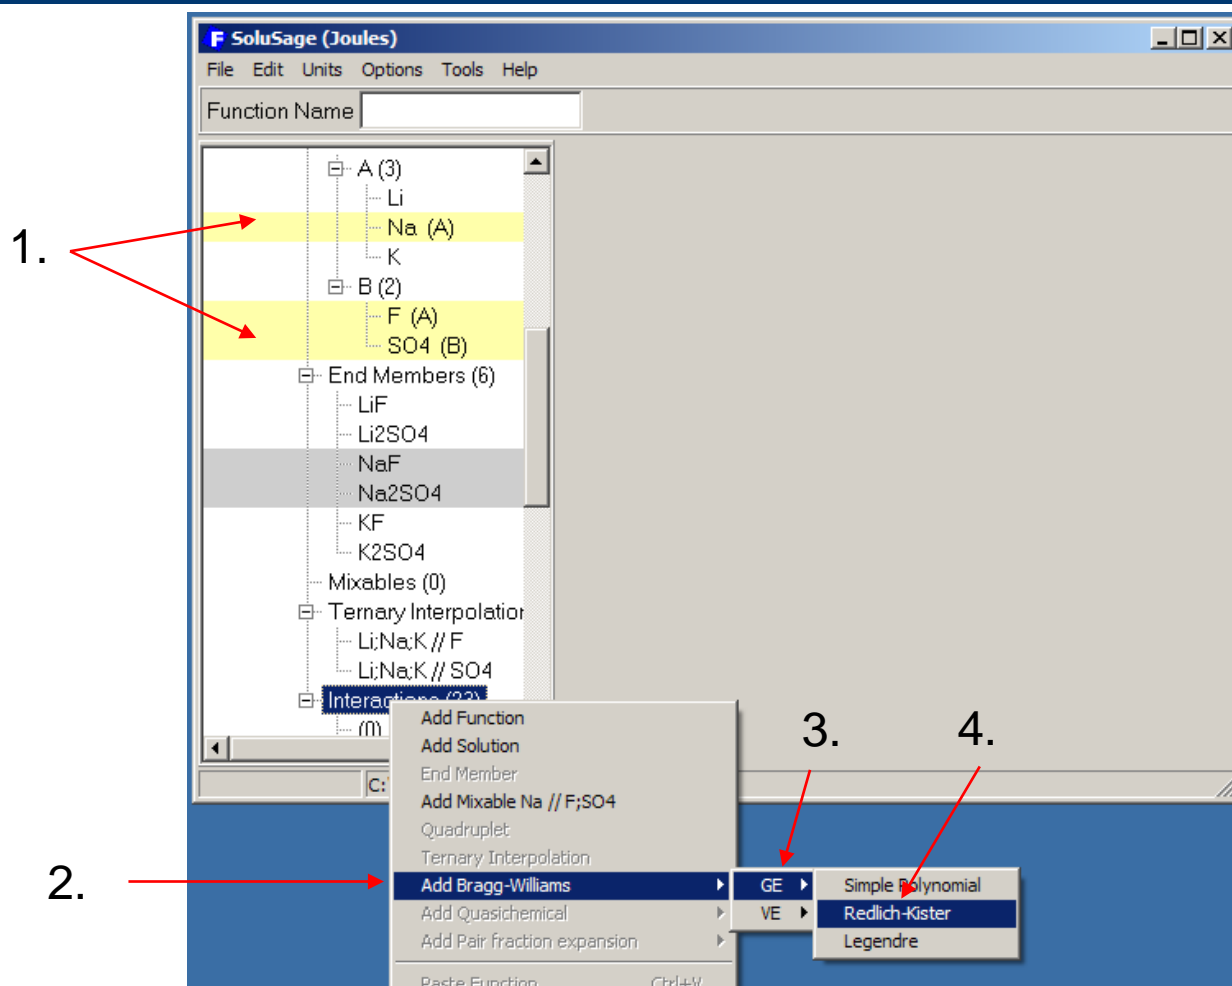 F SoluSage (Joules)
File Edit Units Options Tools Help
Function Name
A (3)
Li
Na (A)
K
B (2)
F (A)
SO4 (B)
End Members (6)
LiF
Li2SO4
NaF
Na2SO4
KF
K2SO4
Mixables (0)
Ternary Interpolation
Li;Na;K // F
Li;Na;K // SO4
Interactions (23)
(0)
C:
1.
2.
3.
4.
Add Function
Add Solution
End Member
Add Mixable Na // F;SO4
Quadruplet
Ternary Interpolation
Add Bragg-Williams
Add Quasichemical
Add Pair fraction expansion
Paste Function Ctrl+V
GE
VE
Simple Polynomial
Redlich-Kister
Legendre